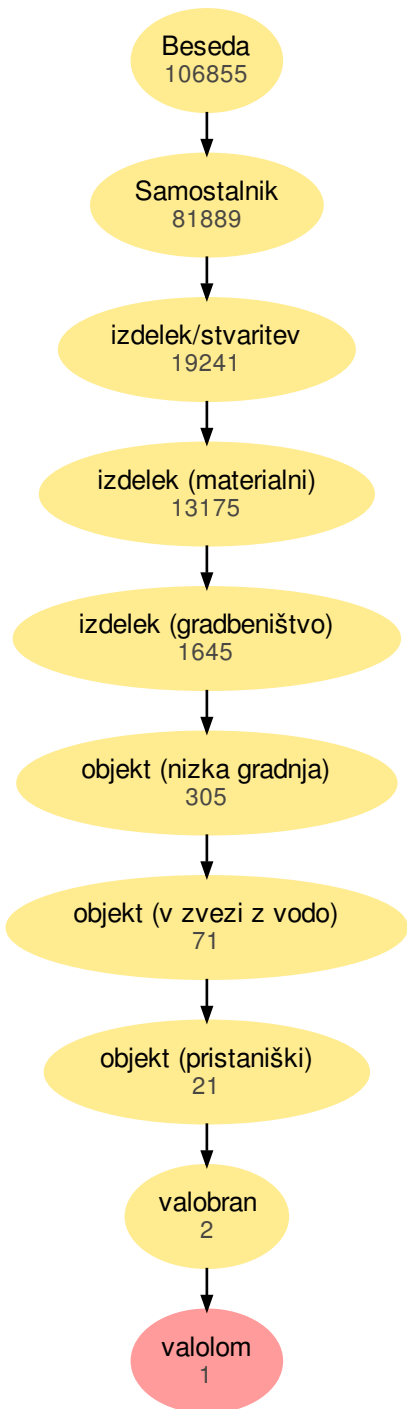 Beseda
106855
Samostalnik
81889
izdelek/stvaritev
19241
izdelek (materialni)
13175
izdelek (gradbeništvo)
1645
objekt (nizka gradnja)
305
objekt (v zvezi z vodo)
71
objekt (pristaniški)
21
valobran
2
valolom
1